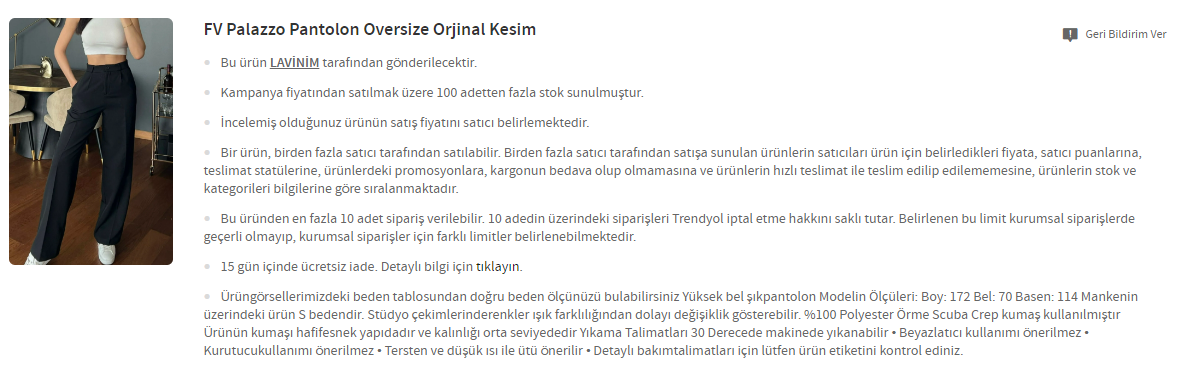 FV Palazzo Pantolon Oversize Orjinal Kesim
Geri Bildirim Ver
Bu ürün LAVİNİM tarafından gönderilecektir.
Kampanya fiyatından satılmak üzere 100 adetten fazla stok sunulmuştur.
İncelemiş olduğunuz ürünün satış fiyatını satıcı belirlemektedir.
Bir ürün, birden fazla satıcı tarafından satılabilir. Birden fazla satıcı tarafından satışa sunulan ürünlerin satıcıları ürün için belirledikleri fiyata, satıcı puanlarına,
teslimat statülerine, ürünlerdeki promosyonlara, kargonun bedava olup olmamasına ve ürünlerin hızlı teslimat ile teslim edilip edilememesine, ürünlerin stok ve
kategorileri bilgilerine göre sıralanmaktadır.
Bu üründen en fazla 10 adet sipariş verilebilir. 10 adedin üzerindeki siparişleri Trendyol iptal etme hakkını saklı tutar. Belirlenen bu limit kurumsal siparişlerde
geçerli olmayıp, kurumsal siparişler için farklı limitler belirlenebilmektedir.
15 gün içinde ücretsiz iade. Detaylı bilgi için tıklayın.
Ürüngörsellerimizdeki beden tablosundan doğru beden ölçünüzü bulabilirsiniz Yüksek bel şıkpantolon Modelin Ölçüleri: Boy: 172 Bel: 70 Basen: 114 Mankenin
üzerindeki ürün S bedendir. Stüdyo çekimlerinderenkler ışık farklılığından dolayı değişiklik gösterebilir. %100 Polyester Örme Scuba Crep kumaş kullanılmıştır
Ürünün kumaşı hafifesnek yapıdadır ve kalınlığı orta seviyededir Yıkama Talimatları 30 Derecede makinede yıkanabilir • Beyazlatıcı kullanımı önerilmez •
Kurutucukullanımı önerilmez • Tersten ve düşük ısı ile ütü önerilir • Detaylı bakımtalimatları için lütfen ürün etiketini kontrol ediniz.